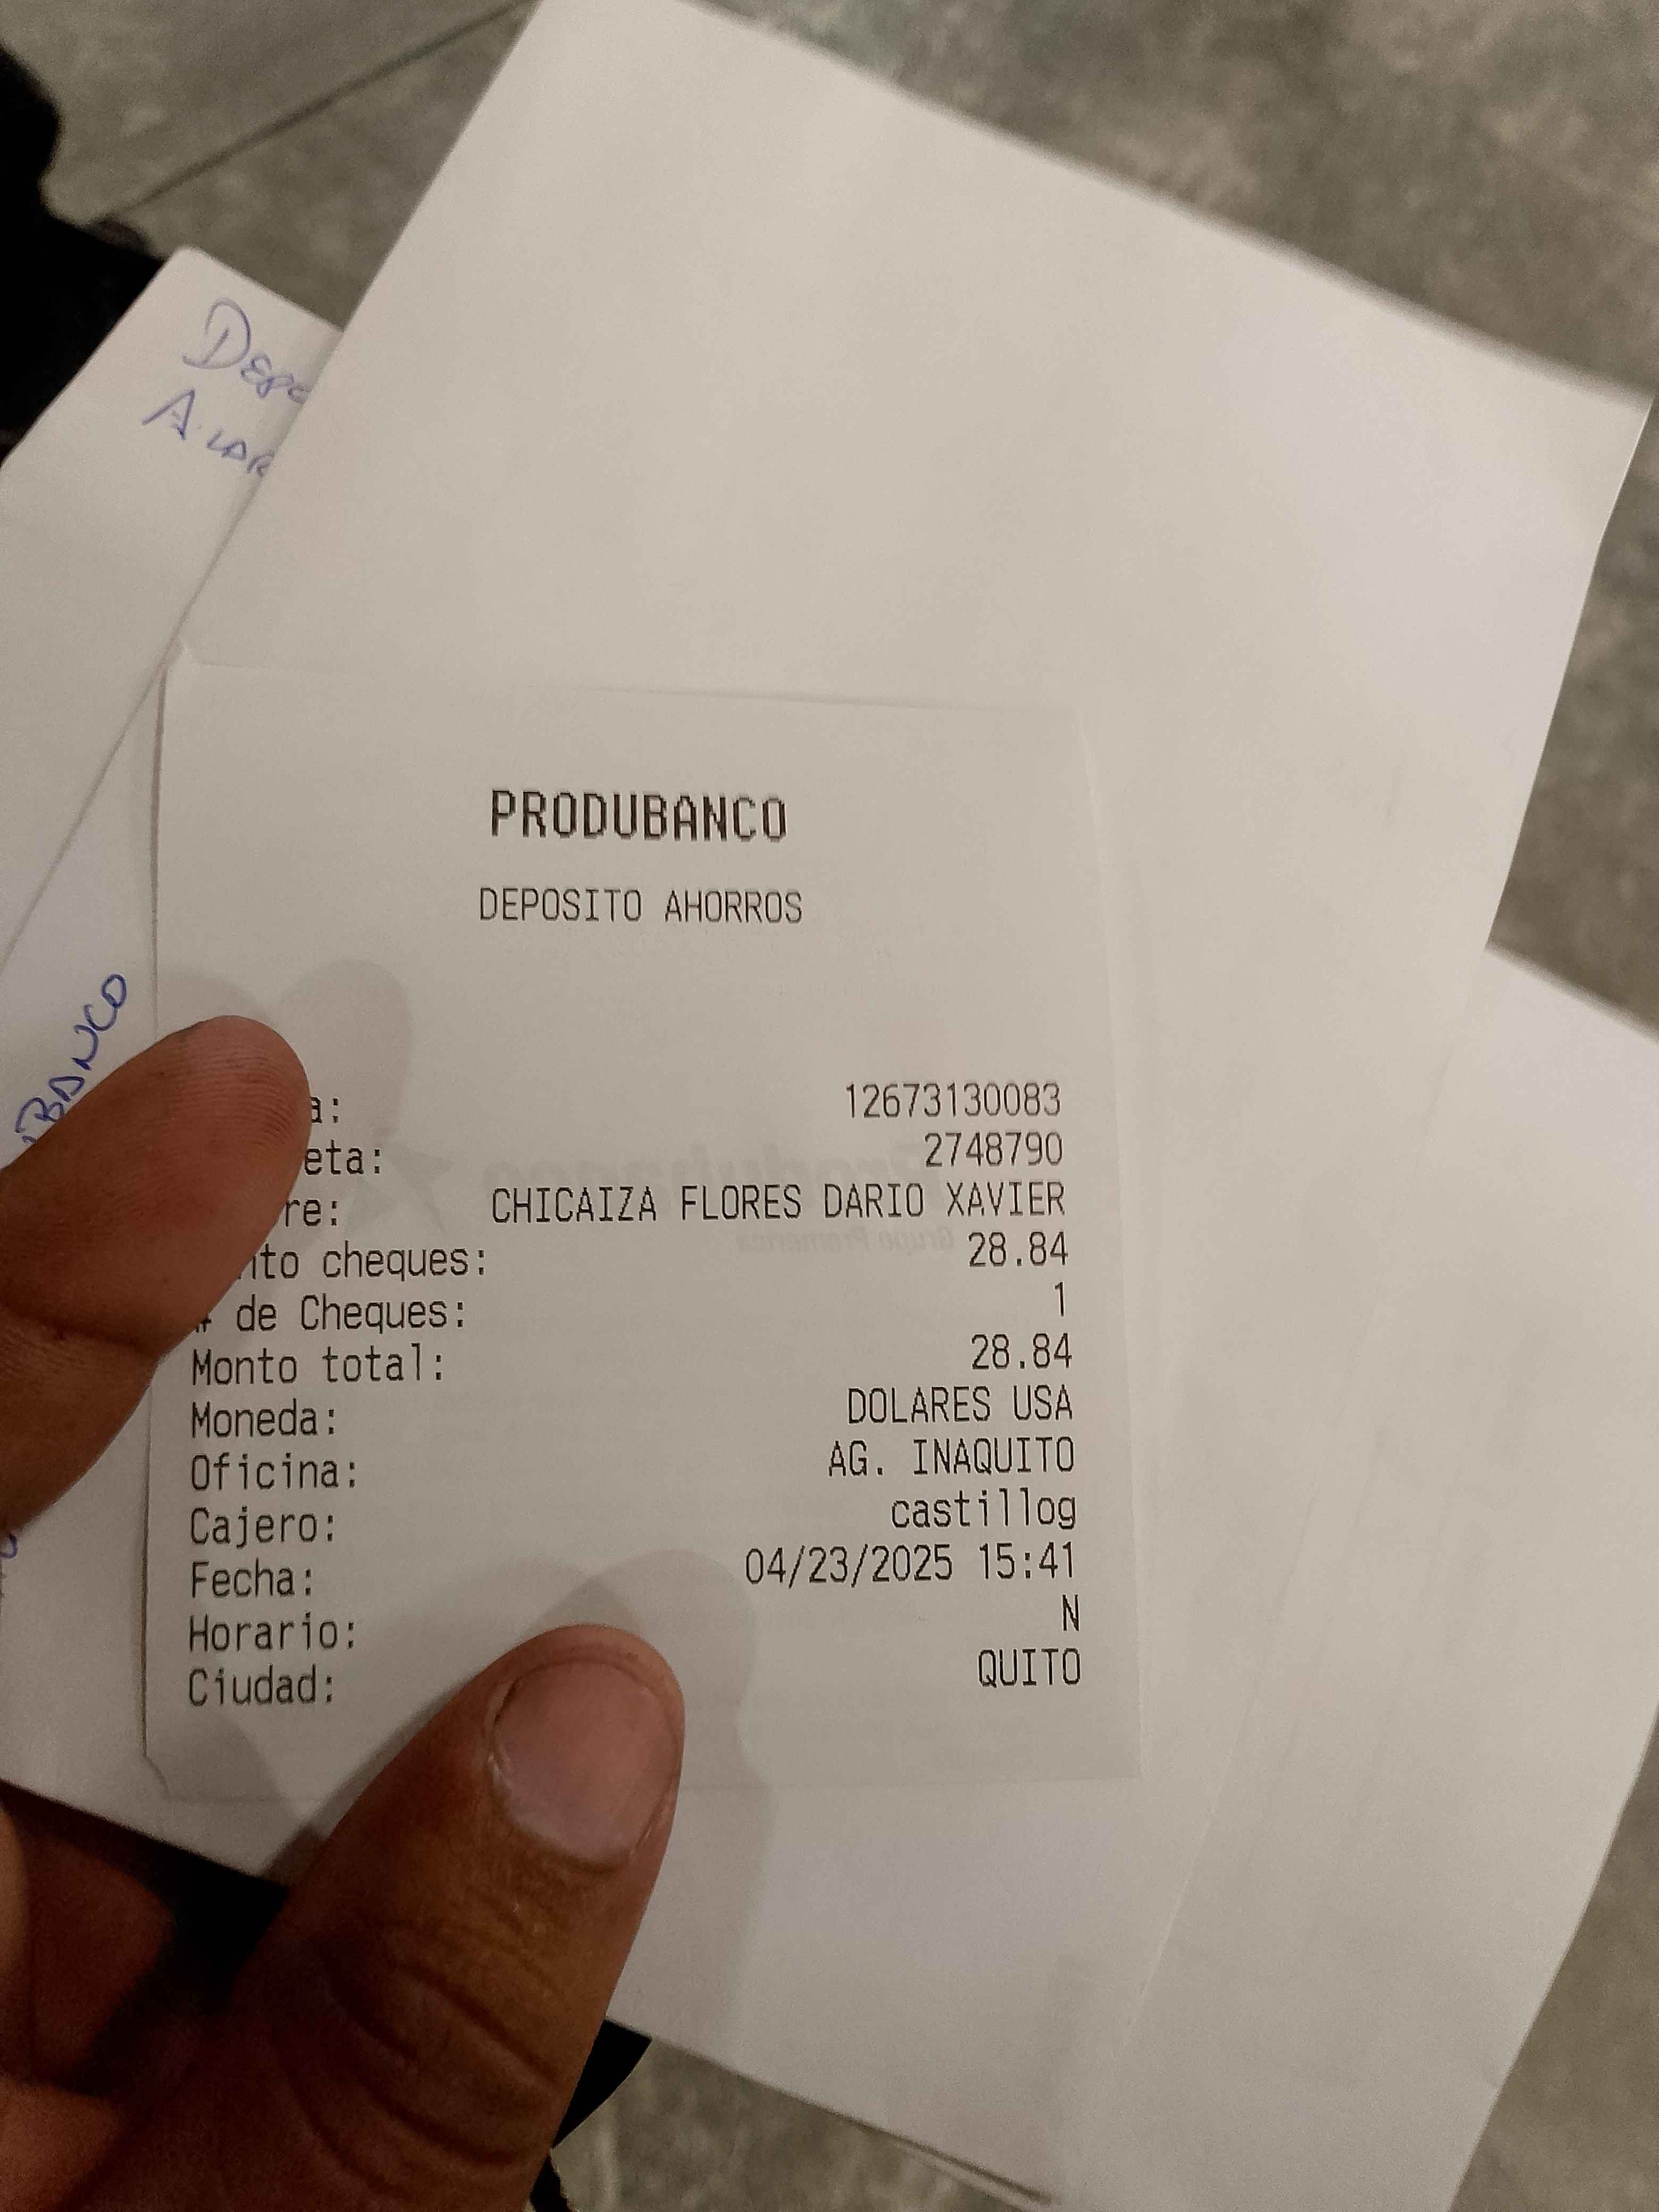 PRODUBANCO
DEPOSITO AHORROS
a: 12673130083
eta: 2748790
re: CHICAIZA FLORES DARIO XAVIER
nto cheques: 28.84
# de Cheques: 1
Monto total: 28.84
Moneda: DOLARES USA
Oficina: AG. INAQUITO
Cajero: castillog
Fecha: 04/23/2025 15:41
Horario: N
Ciudad: QUITO